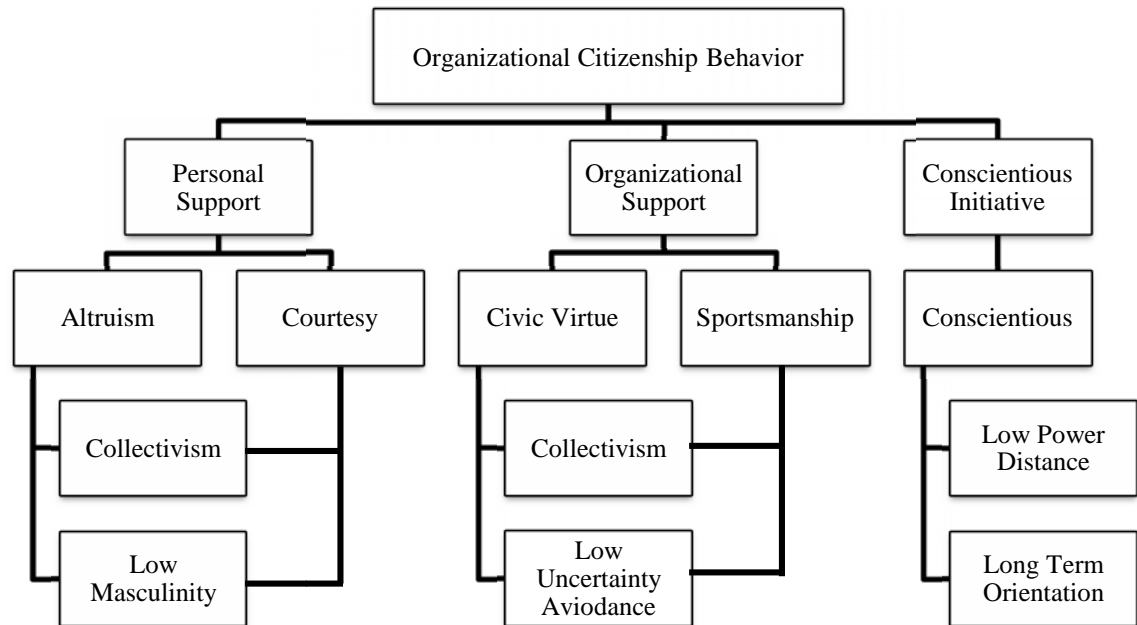 Organizational Citizenship Behavior
Personal
Support
Organizational
Support
Conscientious
Initiative
Altruism
Courtesy
Civic Virtue
Sportsmanship
Conscientious
Collectivism
Collectivism
Low Power
Distance
Low
Masculinity
Low
Uncertainty
Aviodance
Long Term
Orientation